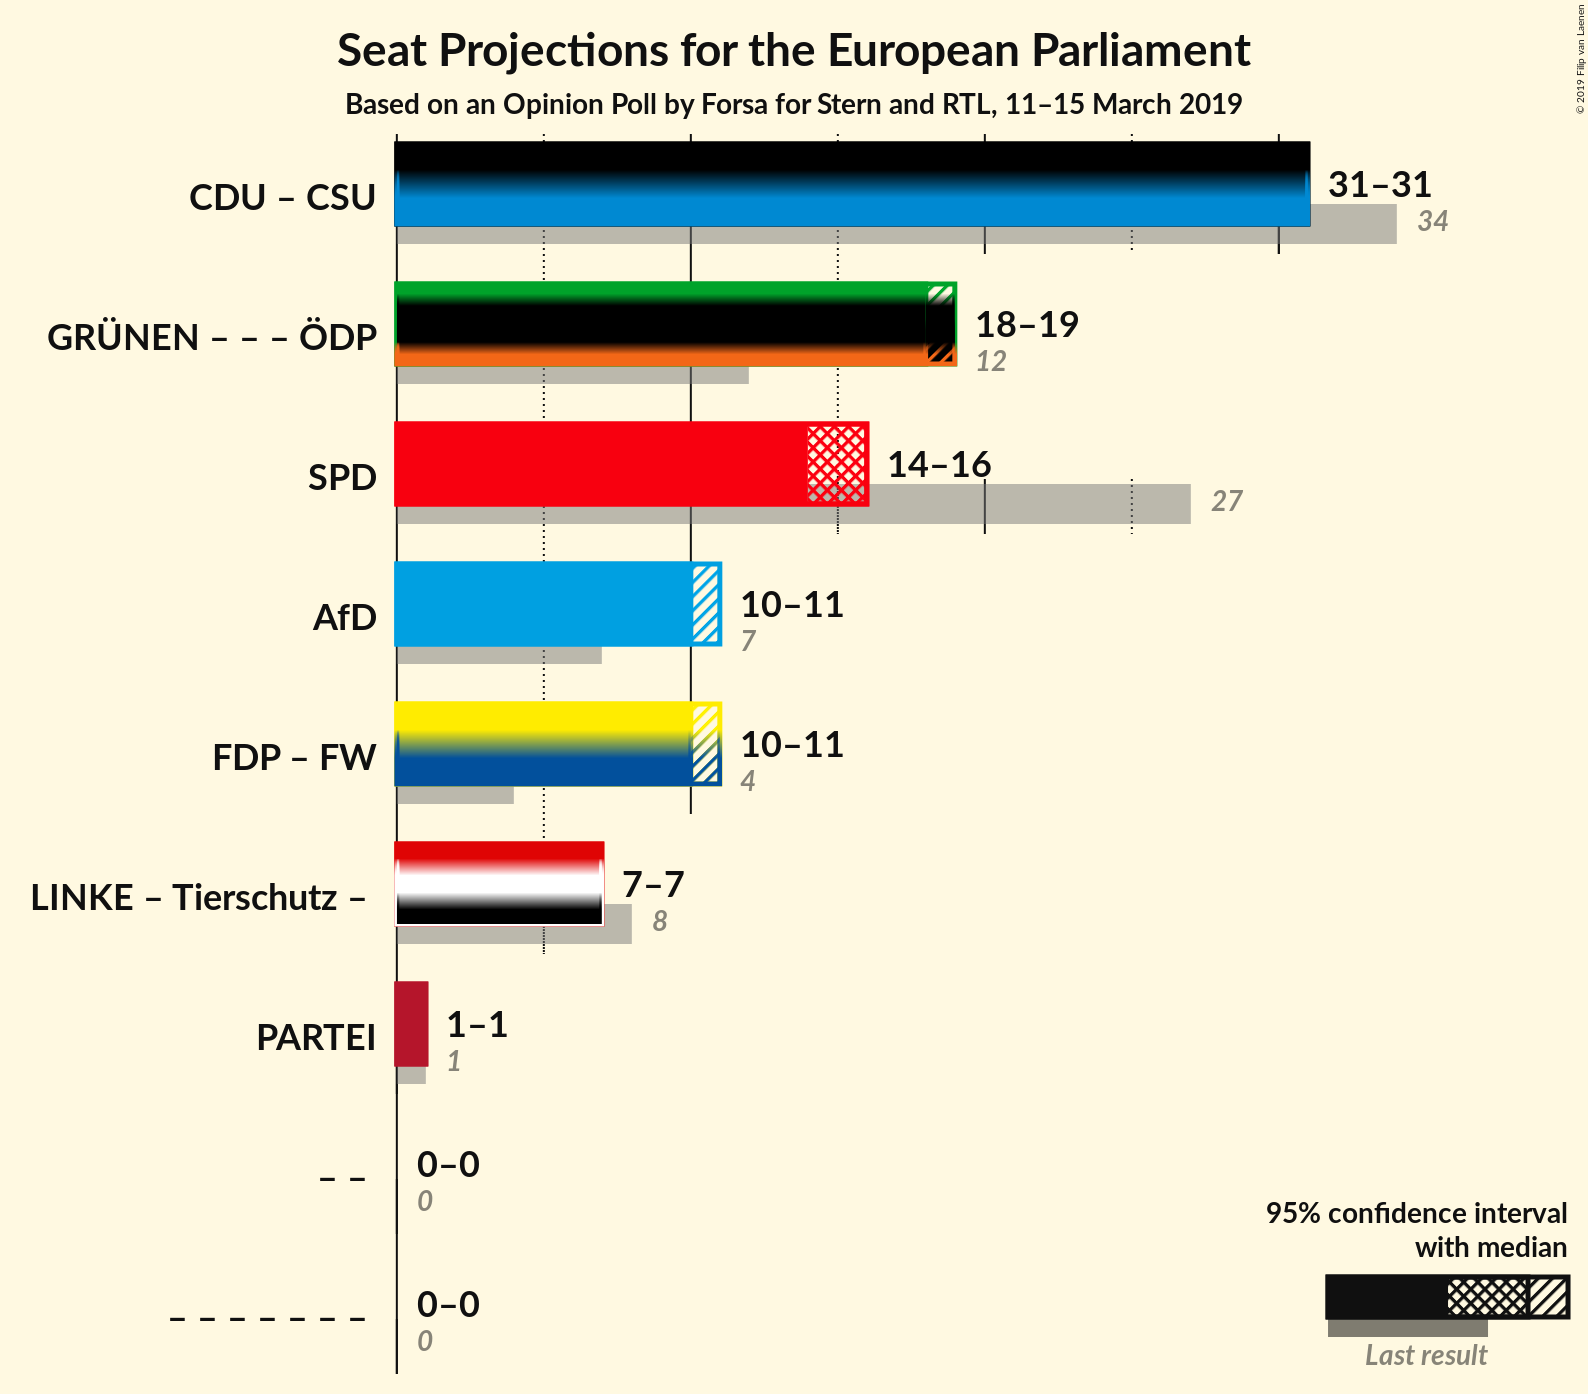 Seat Projections for the European Parliament
Based on an Opinion Poll by Forsa for Stern and RTL, 11–15 March 2019
© 2019 Filip van Laenen
CDU – CSU
31–31
34
GRÜNEN – – – ÖDP
18–19
12
SPD
14–16
27
AfD
10–11
7
FDP – FW
10–11
4
LINKE – Tierschutz –
7–7
8
PARTEI
1–1
1
– –
0–0
0
– – – – – – –
0–0
0
95% confidence interval
with median
Last result